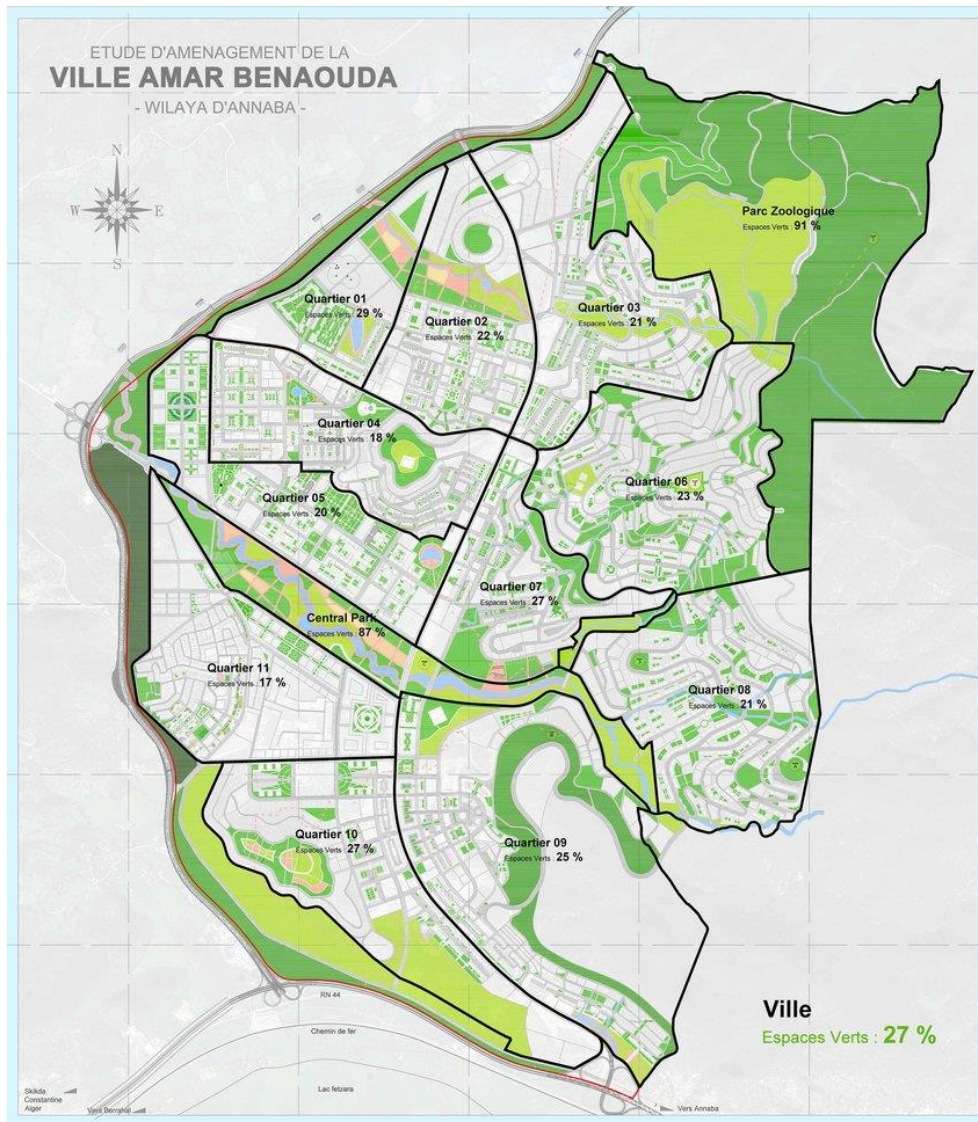 ETUDE D'AMENAGEMENT DE LA
VILLE AMAR BENAOUDA
- WILAYA D'ANNABA -
N
W
E
S
Parc Zoologique
Espaces Verts : 91 %
Quartier 01
Espaces Verts : 29 %
Quartier 02
Espaces Verts : 22 %
Quartier 03
Espaces Verts : 21 %
Quartier 04
Espaces Verts : 18 %
Quartier 05
Espaces Verts : 20 %
Quartier 06
Espaces Verts : 23 %
Quartier 07
Espaces Verts : 27 %
Central Park
Espaces Verts : 87 %
Quartier 11
Espaces Verts : 17 %
Quartier 08
Espaces Verts : 21 %
Quartier 10
Espaces Verts : 27 %
Quartier 09
Espaces Verts : 25 %
Ville
Espaces Verts : 27 %
RN 44
Chemin de fer
Lac fetzara
Skikda
Constantine
Alger
Vers Berrahal
Vers Annaba